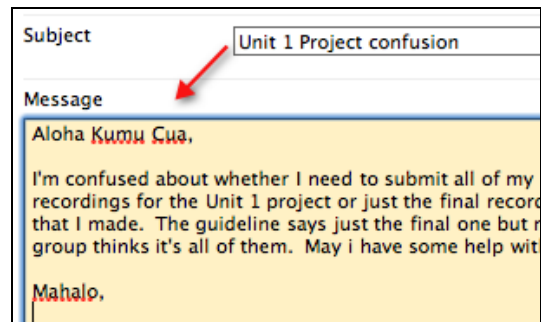 Subject
Unit 1 Project confusion
Message
Aloha Kumu Cua,
I'm confused about whether I need to submit all of my
recordings for the Unit 1 project or just the final
that I made.  The guideline says just the final one but
group thinks it's all of them.  May i have some help
Mahalo,